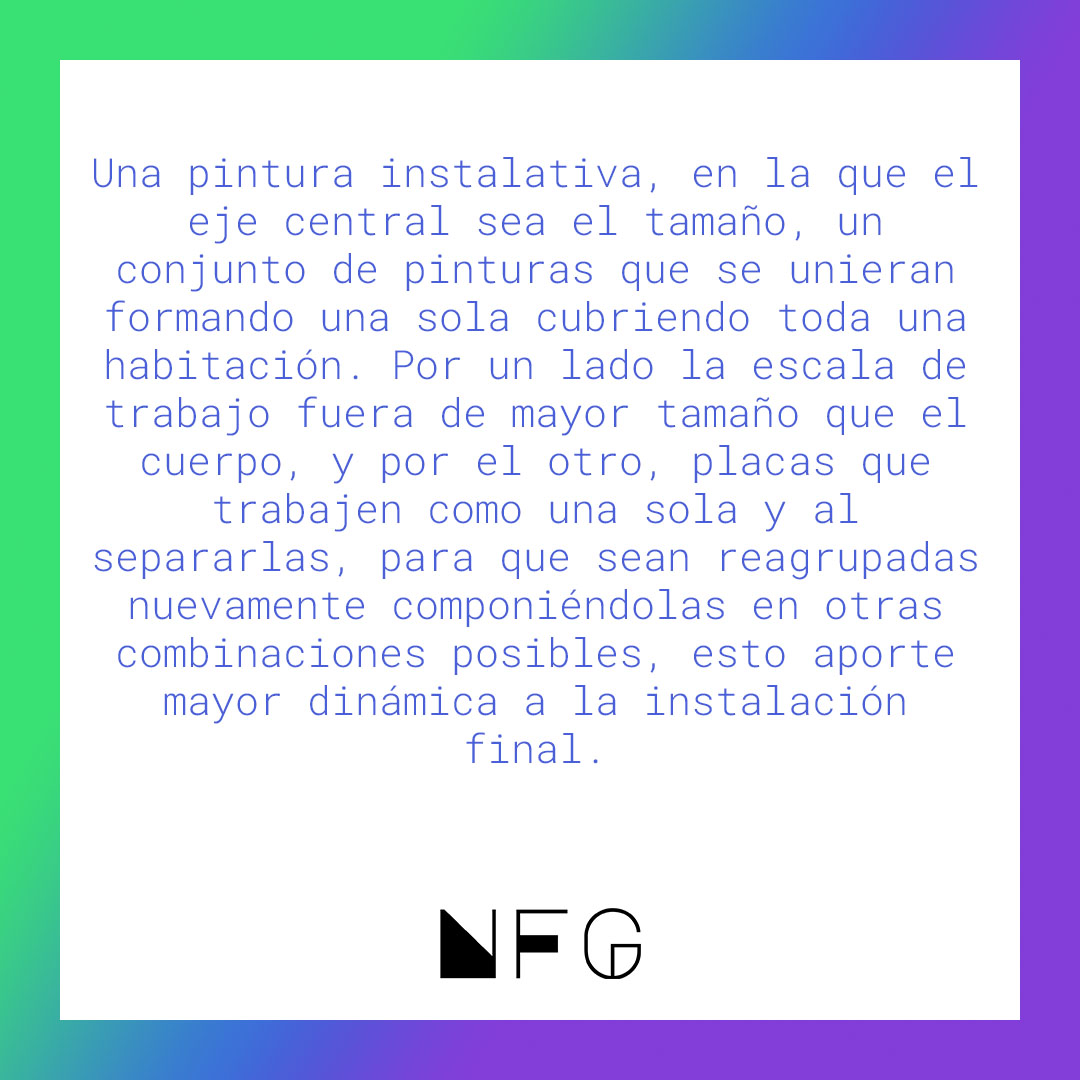 Una pintura instalativa, en la que el
eje central sea el tamaño, un
conjunto de pinturas que se unieran
formando una sola cubriendo toda una
habitación. Por un lado la escala de
trabajo fuera de mayor tamaño que el
cuerpo, y por el otro, placas que
trabajen como una sola y al
separarlas, para que sean reagrupadas
nuevamente componiéndolas en otras
combinaciones posibles, esto aporte
mayor dinámica a la instalación
final.
NFG